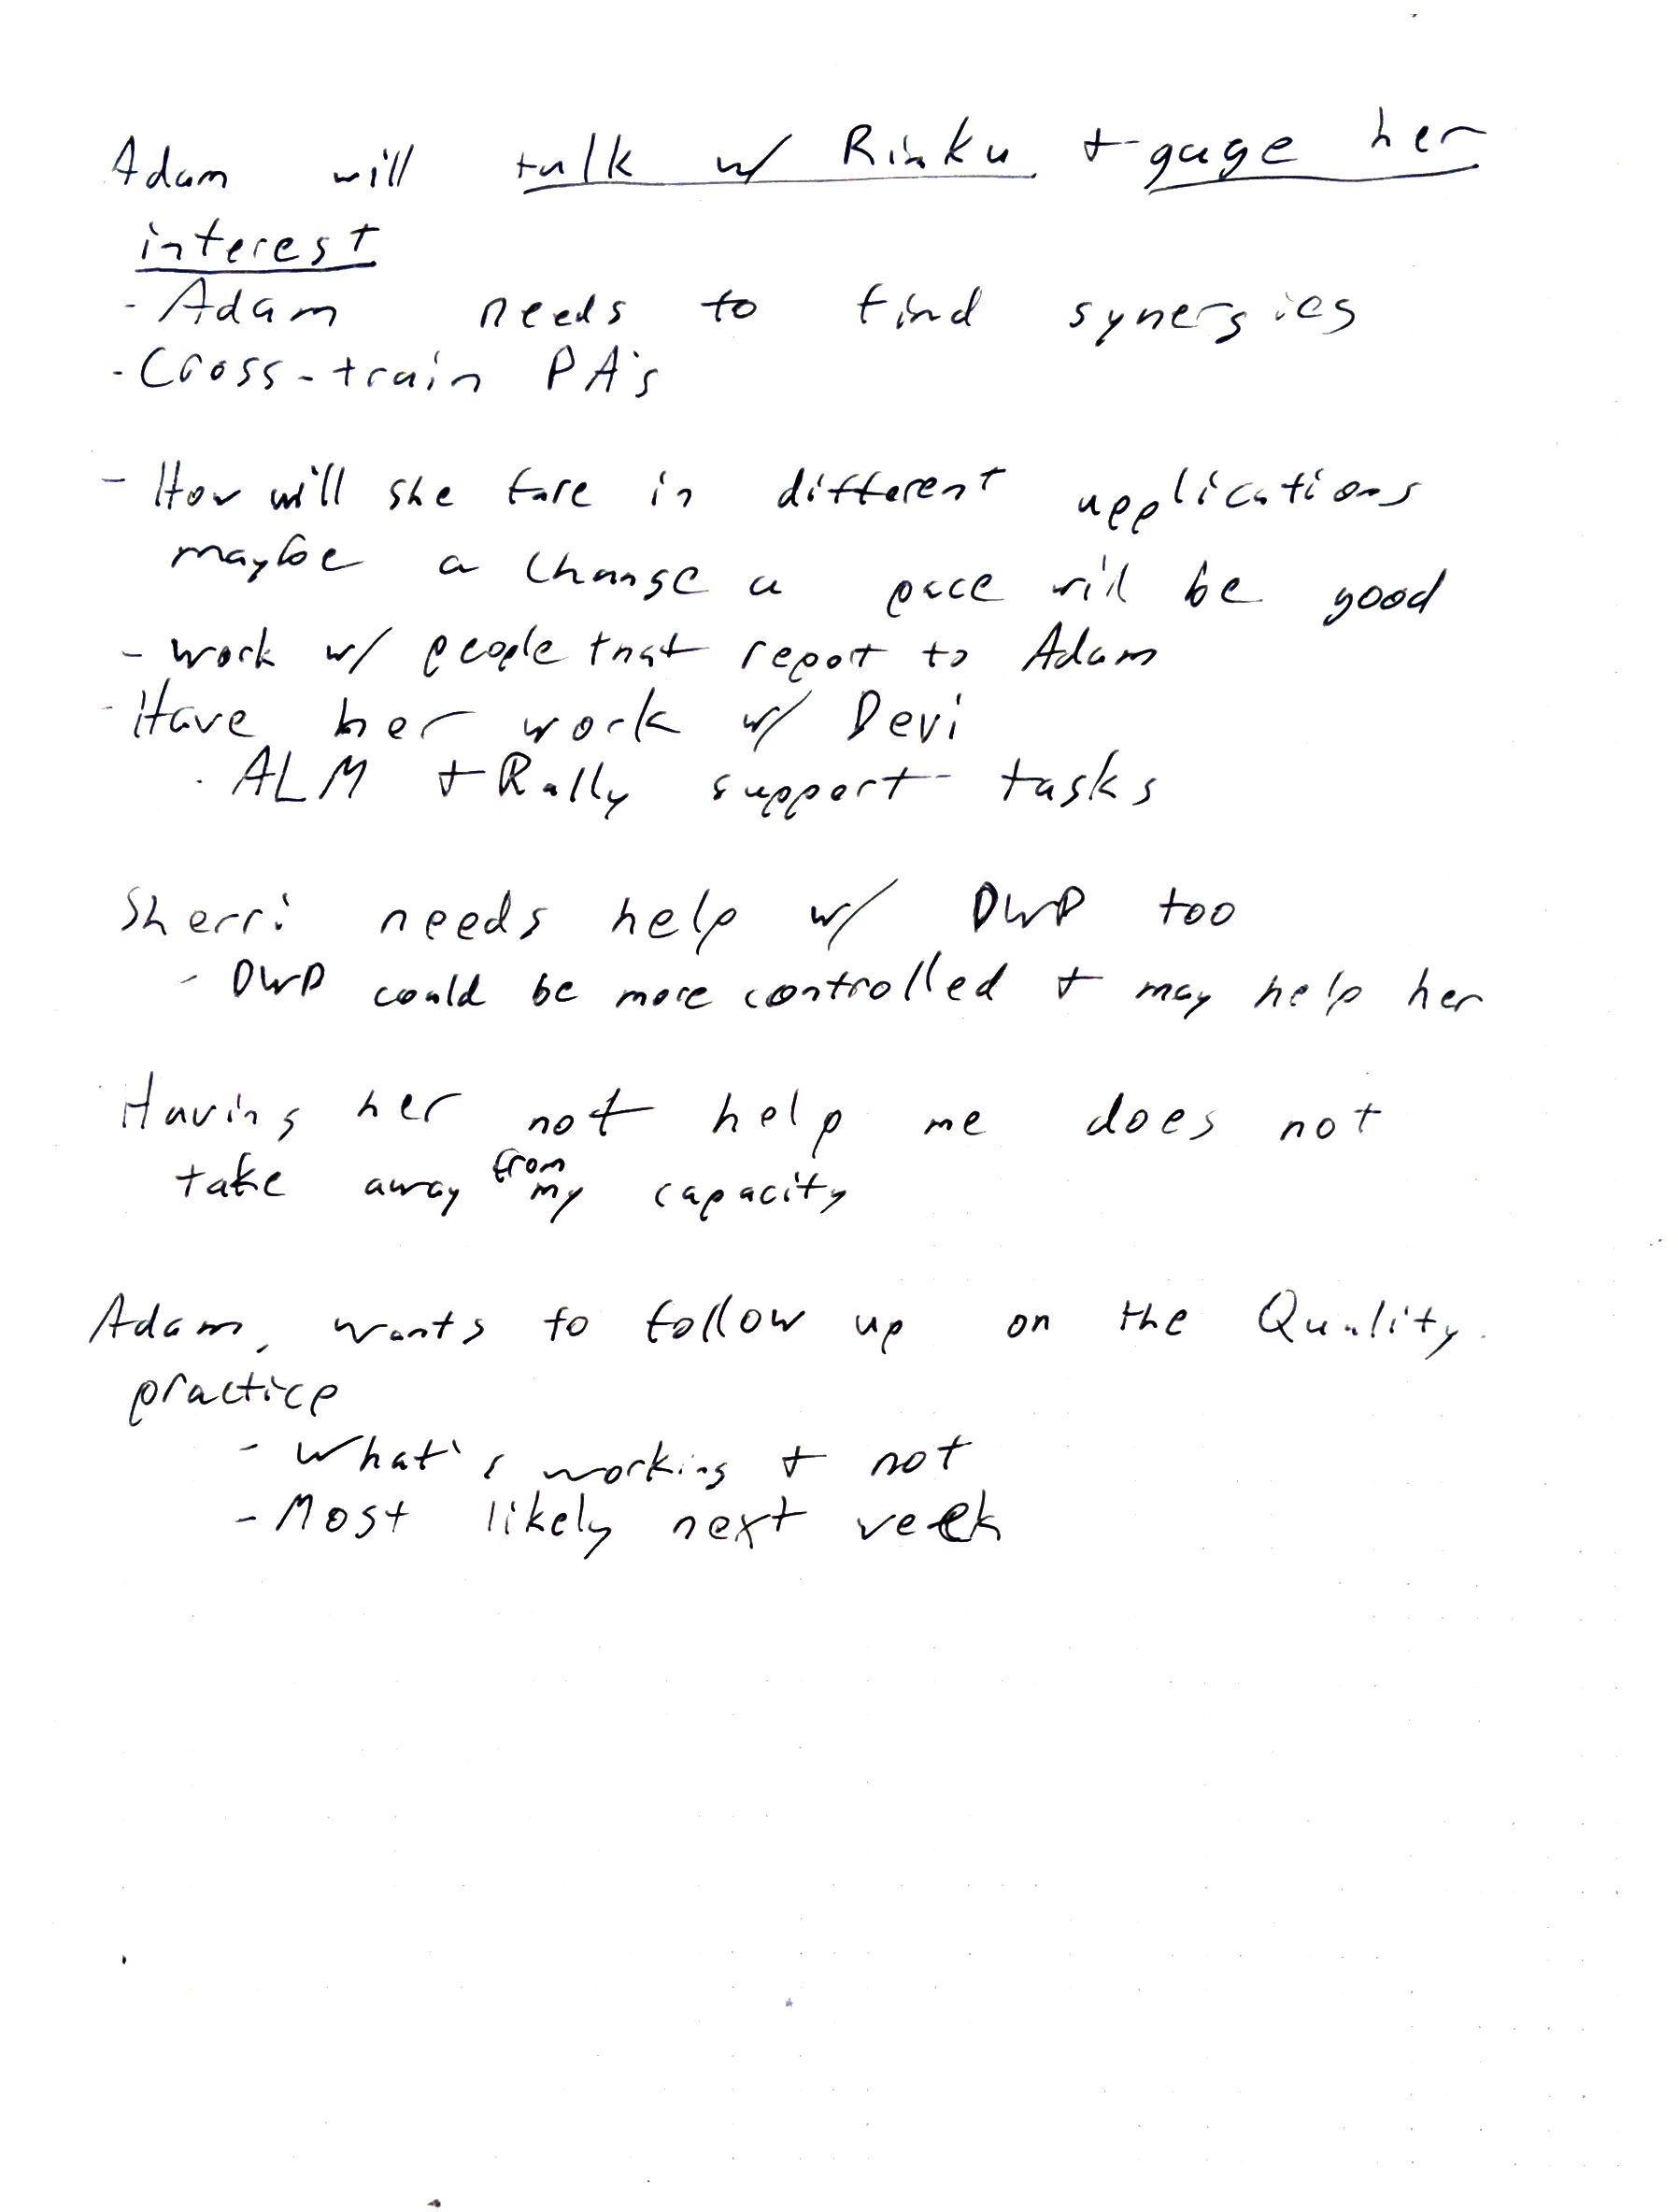 Adam will talk w/ Rinku + gage her
interest
- Adam needs to find synergies
- Cross-train PA's
- How will she fare in different applications
maybe a change a pace will be good
- work w/ people that report to Adam
- Have her work w/ Devi
- ALM + Rally support tasks
Sherri needs help w/ DWP too
- DWP could be more controlled + may help her
Having her not help me does not
take away from my capacity
Adam, wants to follow up on the Quality
practice
- What's working + not
- Most likely next week